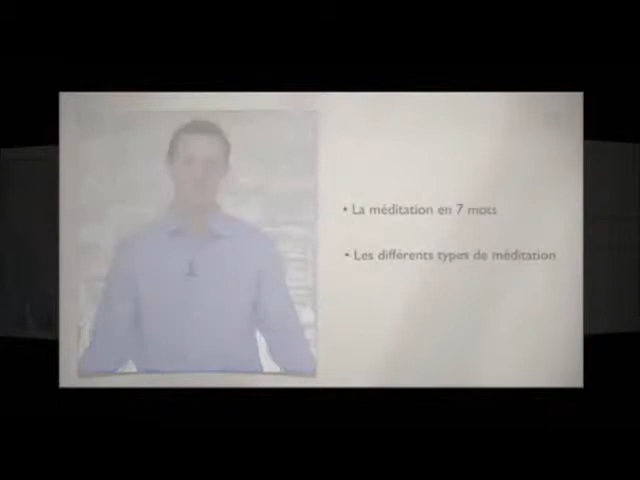 • La méditation en 7 mots
• Les différents types de méditation